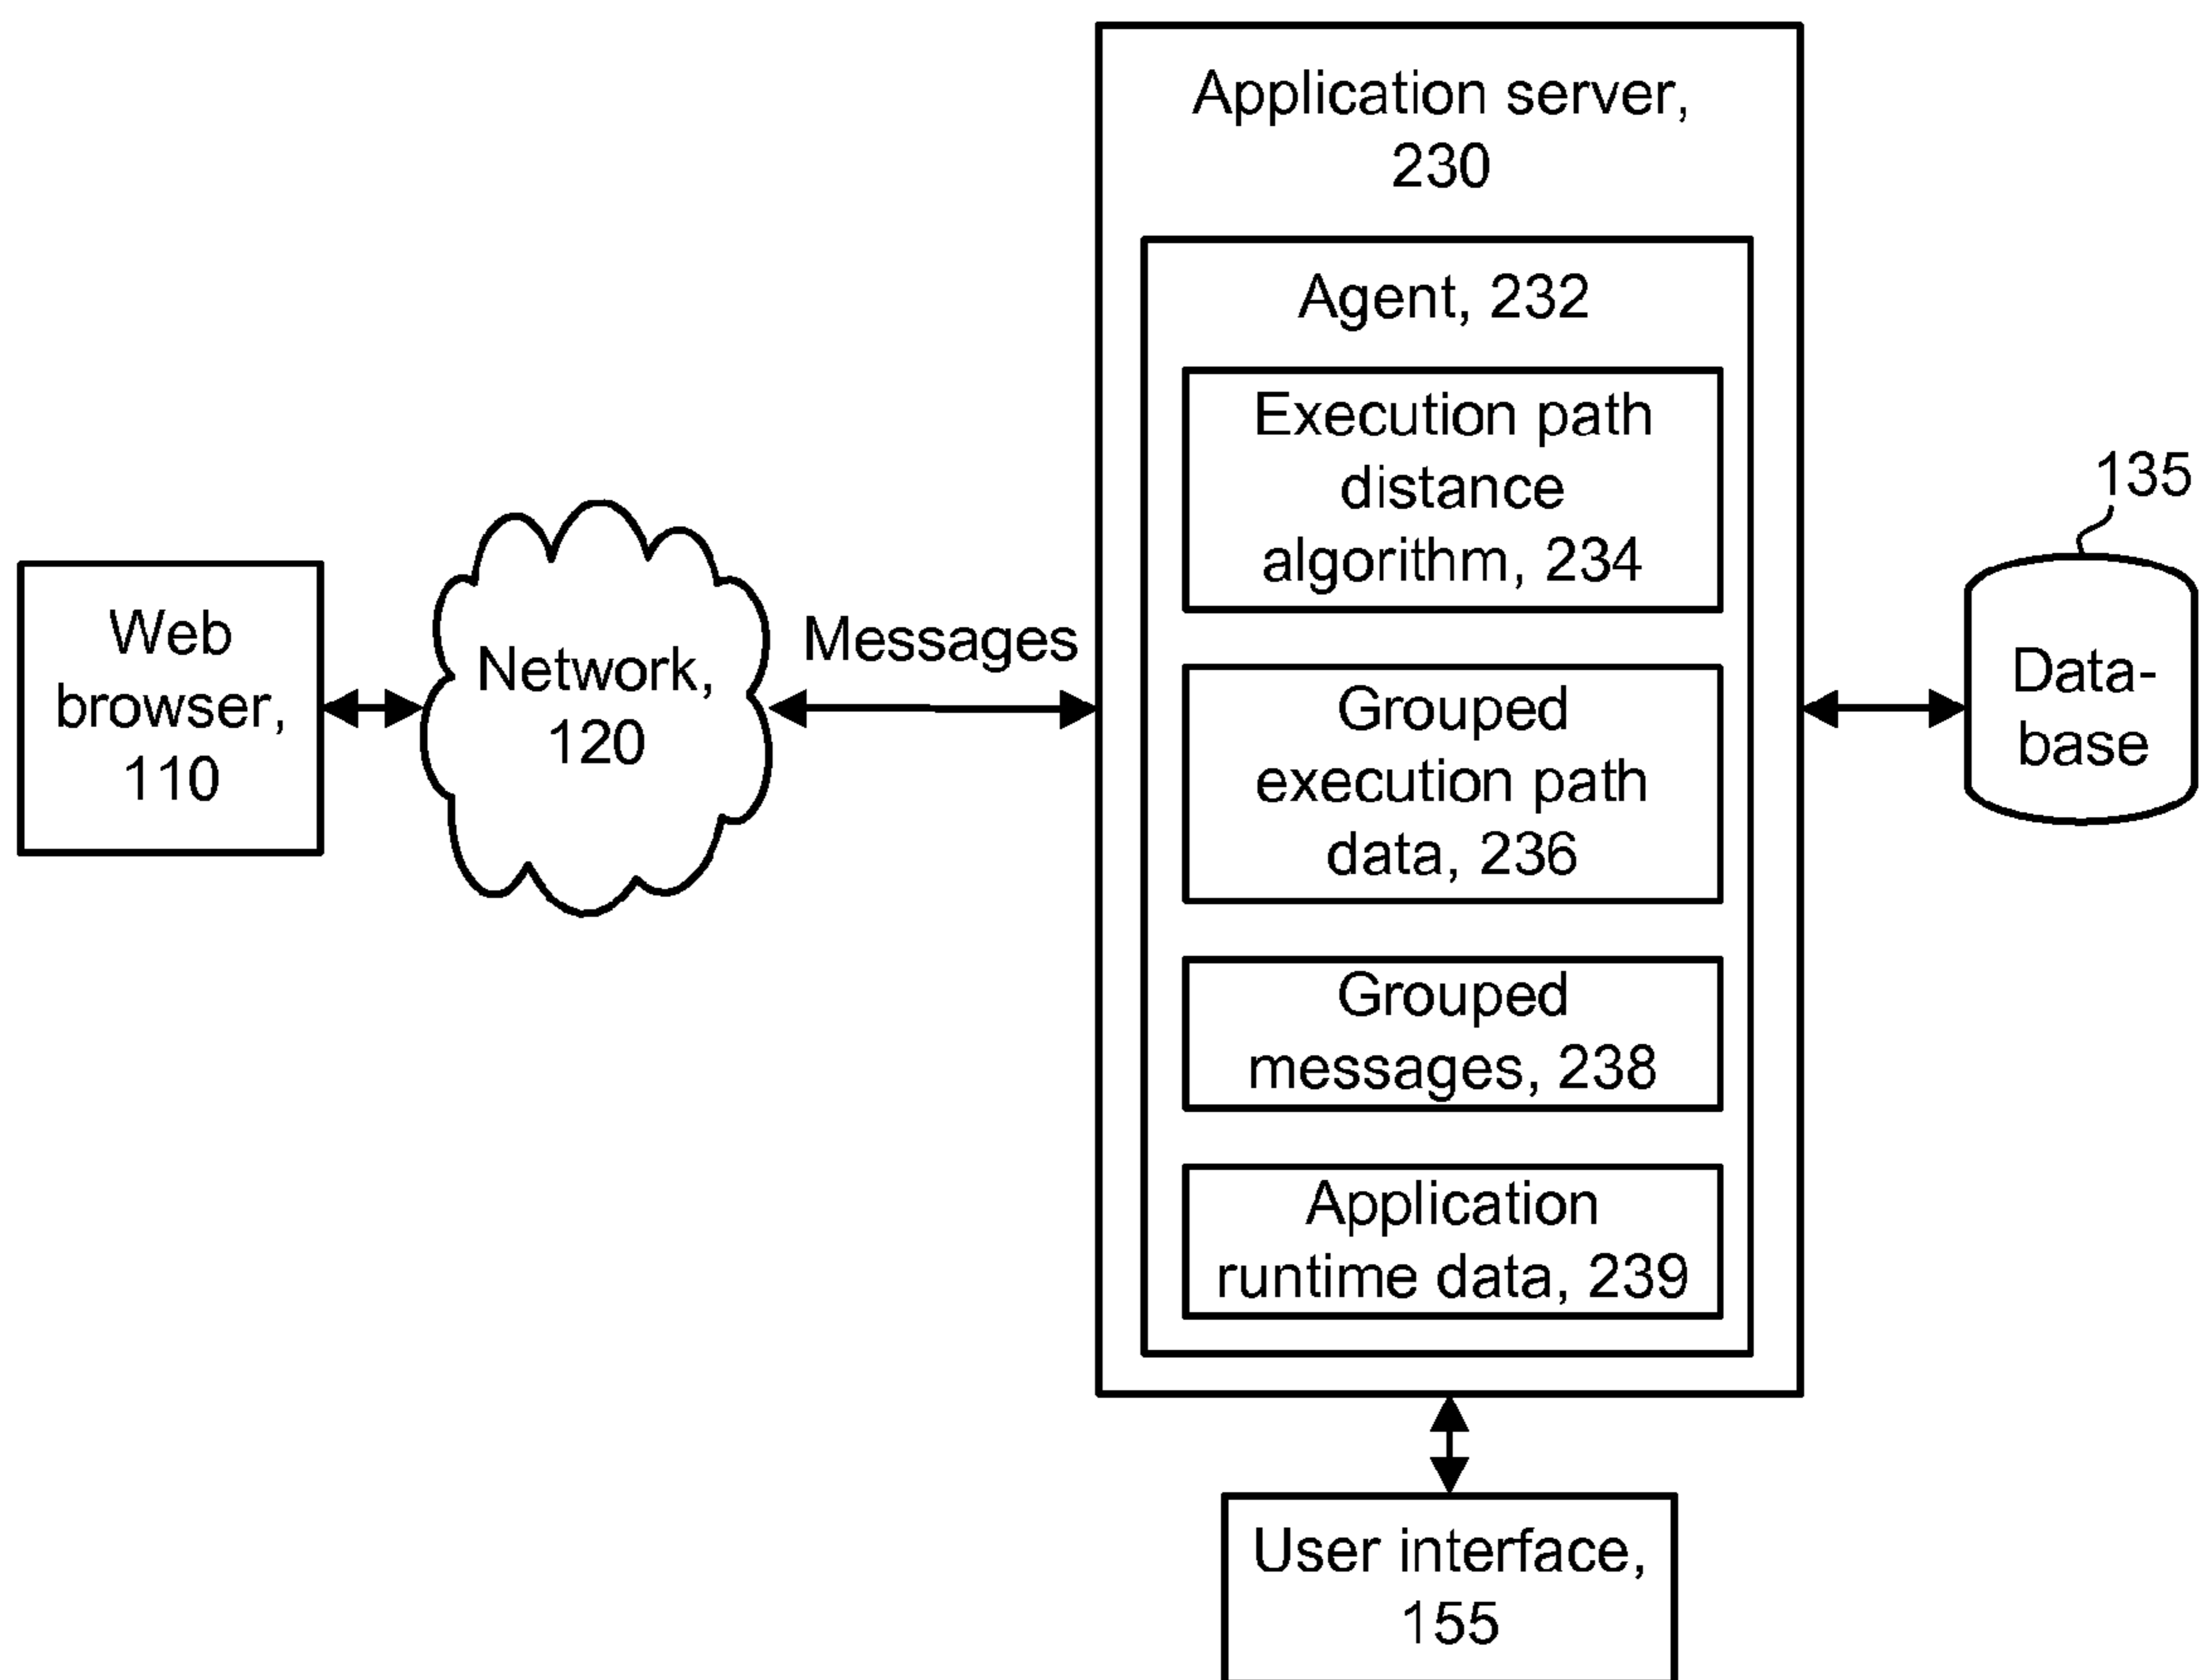 Application server,
230
Agent, 232
Execution path
distance
algorithm, 234
135
Web
browser,
110
Network,
120
Messages
Grouped
execution path
data, 236
Data-
base
Grouped
messages, 238
Application
runtime data, 239
User interface,
155